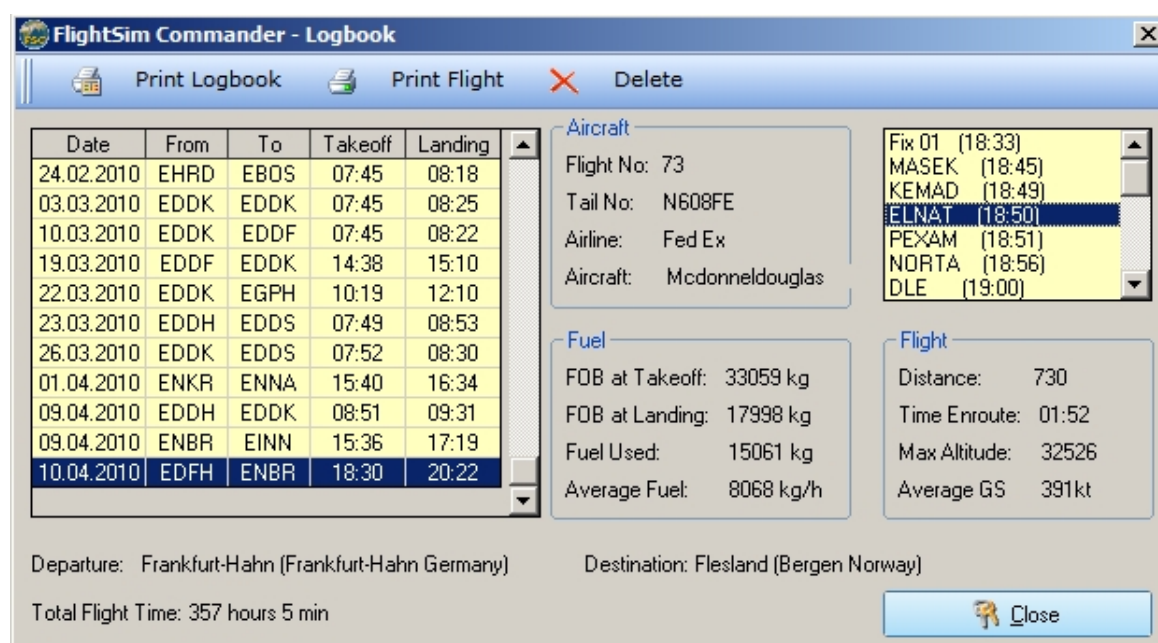 FlightSim Commander - Logbook
Print Logbook Print Flight Delete
Date From To Takeoff Landing
24.02.2010 EHRD EBOS 07:45 08:18
03.03.2010 EDDK EDDK 07:45 08:25
10.03.2010 EDDK EDDF 07:45 08:22
19.03.2010 EDDF EDDK 14:38 15:10
22.03.2010 EDDK EGPH 10:19 12:10
23.03.2010 EDDH EDDS 07:49 08:53
26.03.2010 EDDK EDDS 07:52 08:30
01.04.2010 ENKR ENNA 15:40 16:34
09.04.2010 EDDH EDDK 08:51 09:31
09.04.2010 ENBR EINN 15:36 17:19
10.04.2010 EDFH ENBR 18:30 20:22
Aircraft
Flight No: 73
Tail No: N608FE
Airline: Fed Ex
Aircraft: Mcdonneldouglas
Fix 01 (18:33)
MASEK (18:45)
KEMAD (18:49)
ELNAT (18:50)
PEXAM (18:51)
NORTA (18:56)
DLE (19:00)
Fuel
FOB at Takeoff: 33059 kg
FOB at Landing: 17998 kg
Fuel Used: 15061 kg
Average Fuel: 8068 kg/h
Flight
Distance: 730
Time Enroute: 01:52
Max Altitude: 32526
Average GS 391kt
Departure: Frankfurt-Hahn (Frankfurt-Hahn Germany)
Destination: Flesland (Bergen Norway)
Total Flight Time: 357 hours 5 min
Close